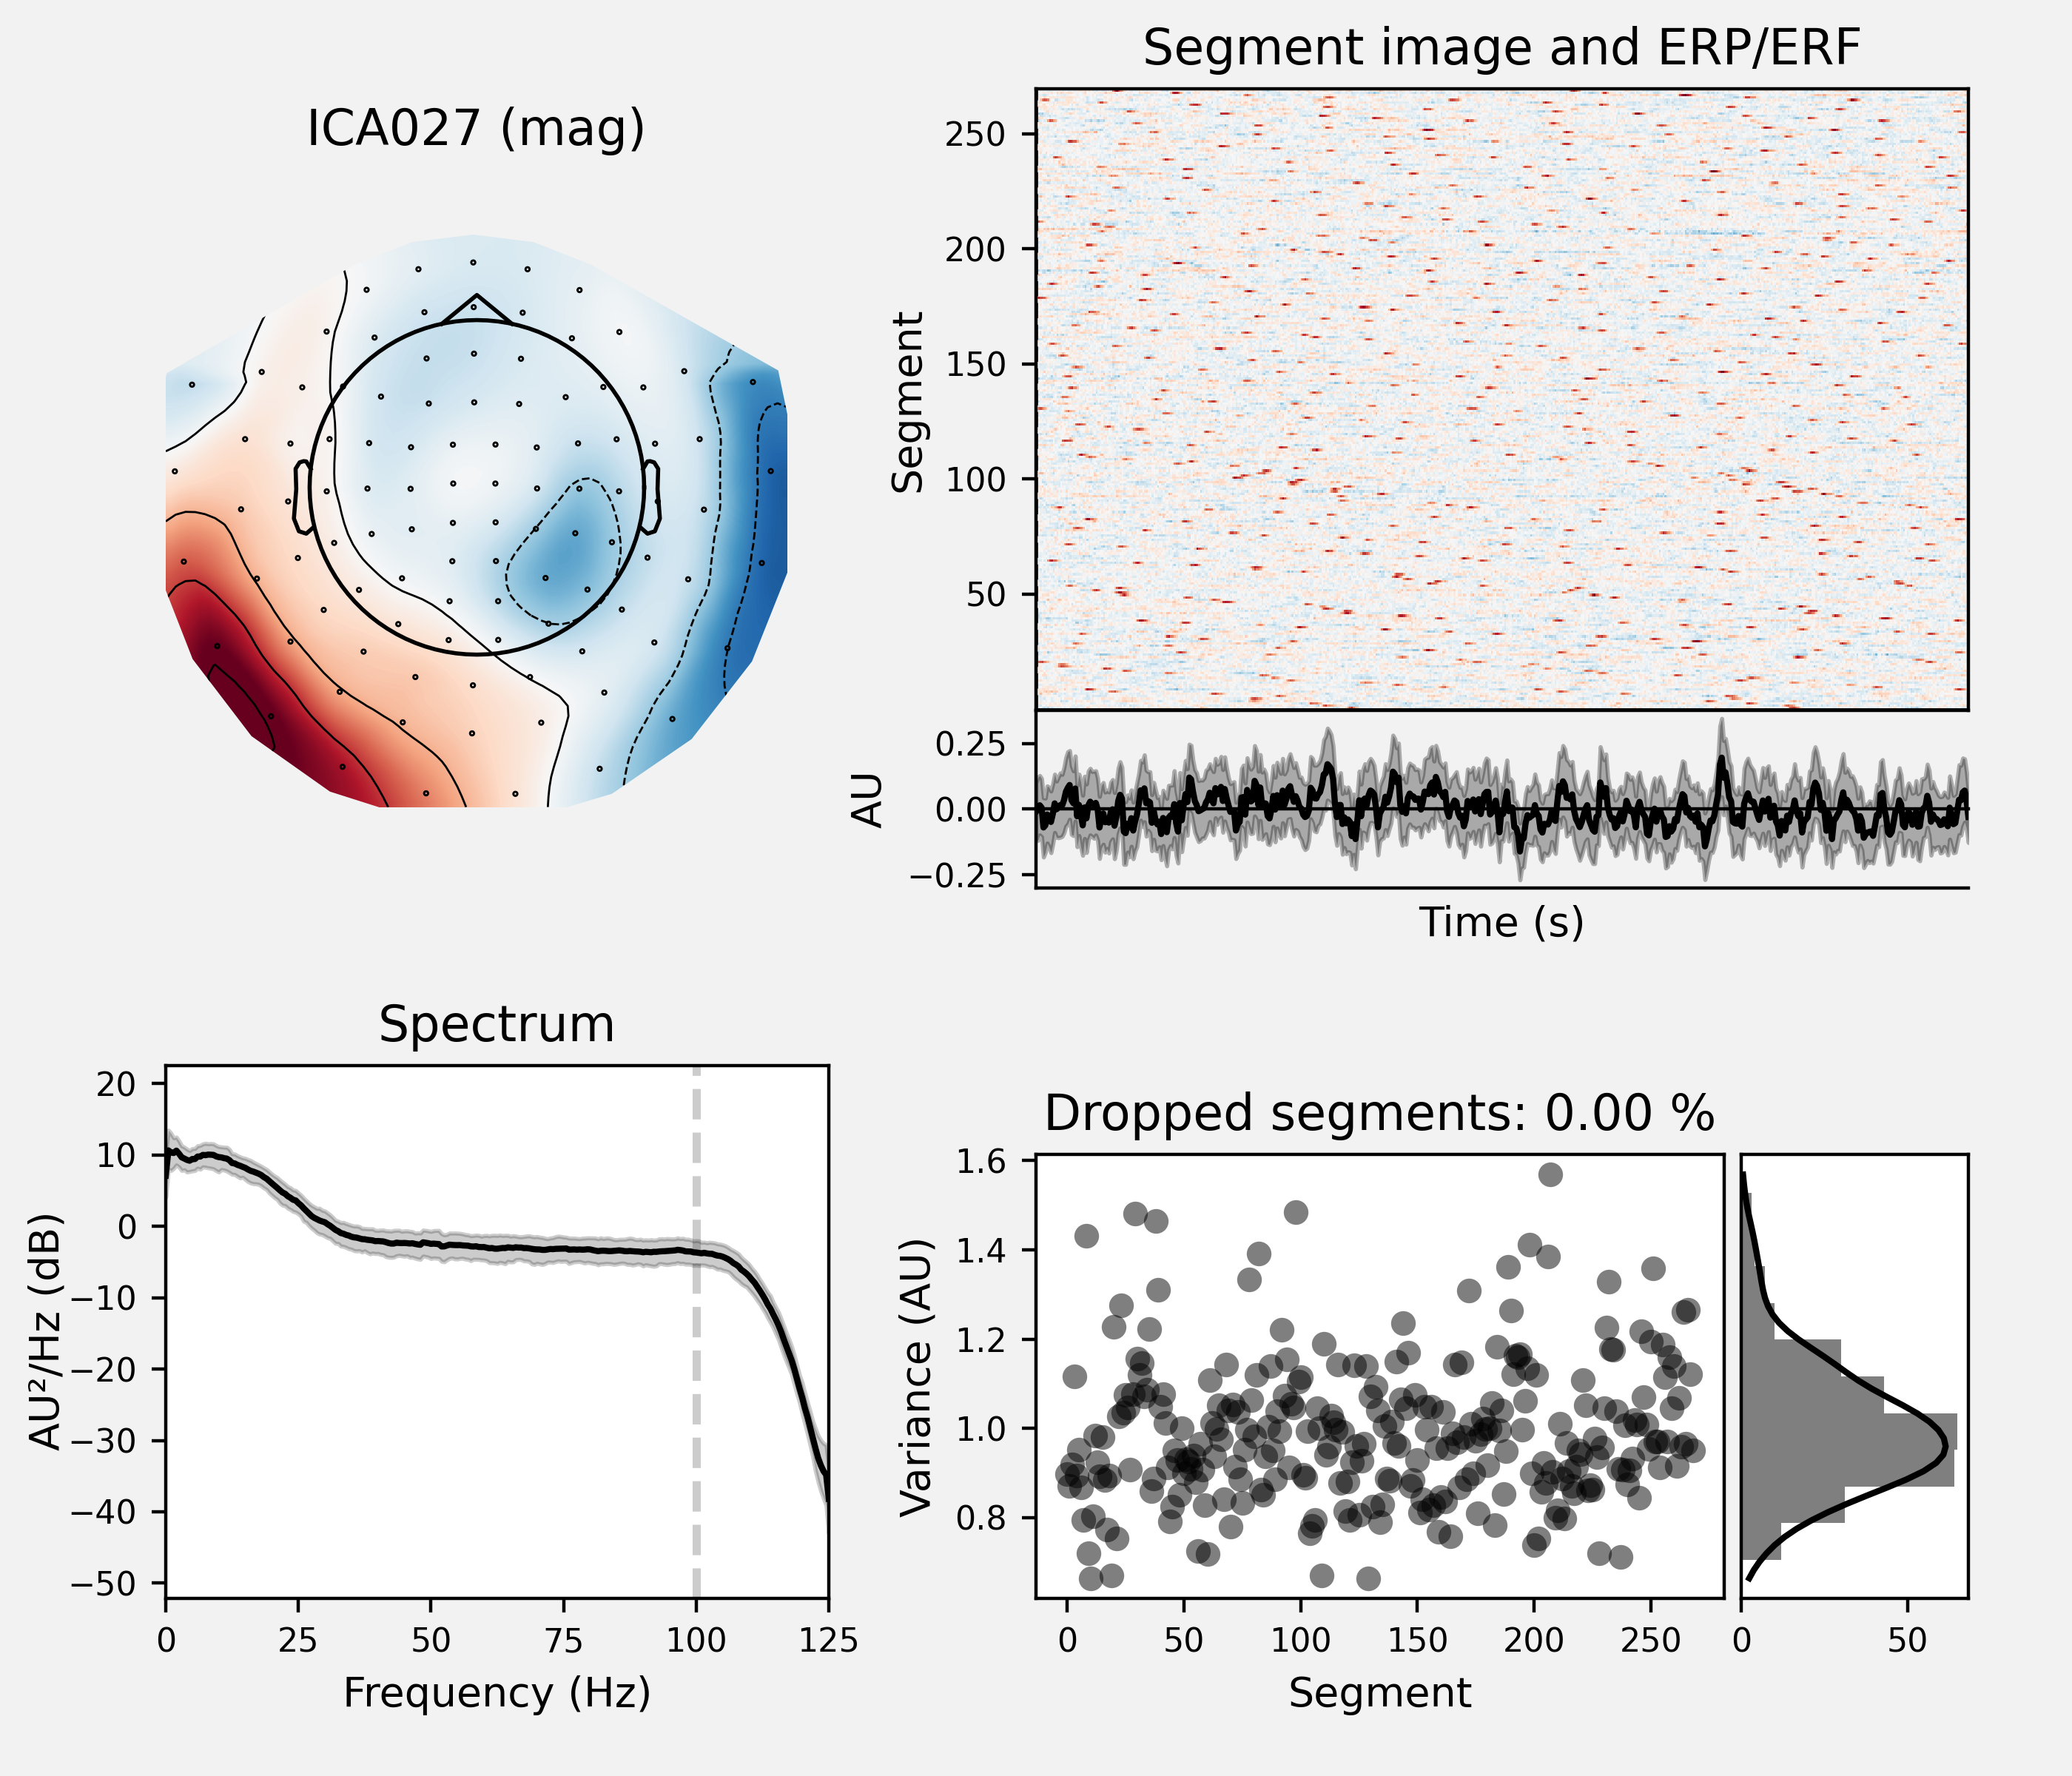 Segment image and ERP/ERF
ICA027 (mag)
Segment
250
200
150
100
50
AU
0.25
0.00
−0.25
Time (s)
Spectrum
AU²/Hz (dB)
20
10
0
−10
−20
−30
−40
−50
0 25 50 75 100 125
Frequency (Hz)
Dropped segments: 0.00 %
Variance (AU)
1.6
1.4
1.2
1.0
0.8
0 50 100 150 200 250
Segment
0 50